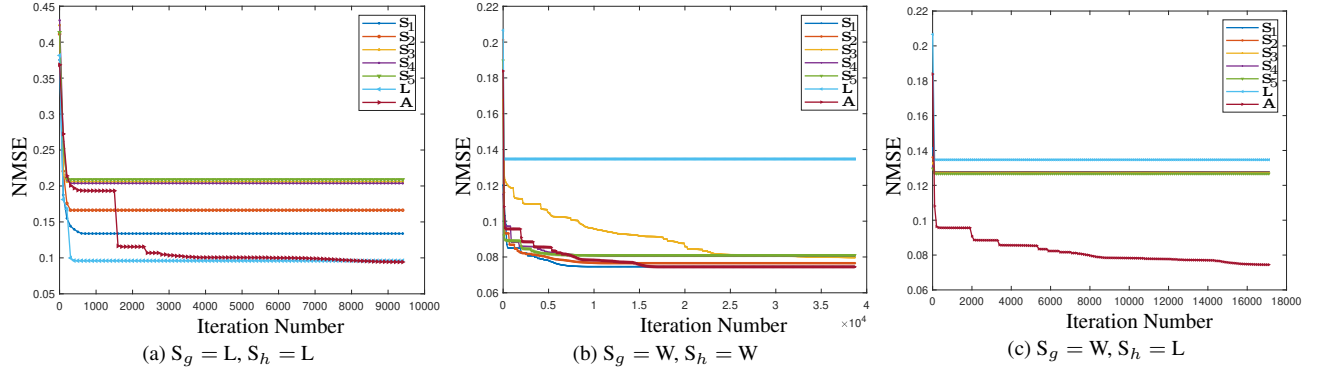 0.45
0.4
0.35
0.3
0.25
0.2
0.15
0.1
0.05
NMSE
0 1000 2000 3000 4000 5000 6000 7000 8000 9000 10000
Iteration Number
S1
S2
S3
S4
S5
L
A
(a) Sg = L, Sh = L
0.22
0.2
0.18
0.16
0.14
0.12
0.1
0.08
0.06
NMSE
0 0.5 1 1.5 2 2.5 3 3.5 4
×10^4
Iteration Number
S1
S2
S3
S4
S5
L
A
(b) Sg = W, Sh = W
0.22
0.2
0.18
0.16
0.14
0.12
0.1
0.08
0.06
NMSE
0 2000 4000 6000 8000 10000 12000 14000 16000 18000
Iteration Number
S1
S2
S3
S4
S5
L
A
(c) Sg = W, Sh = L